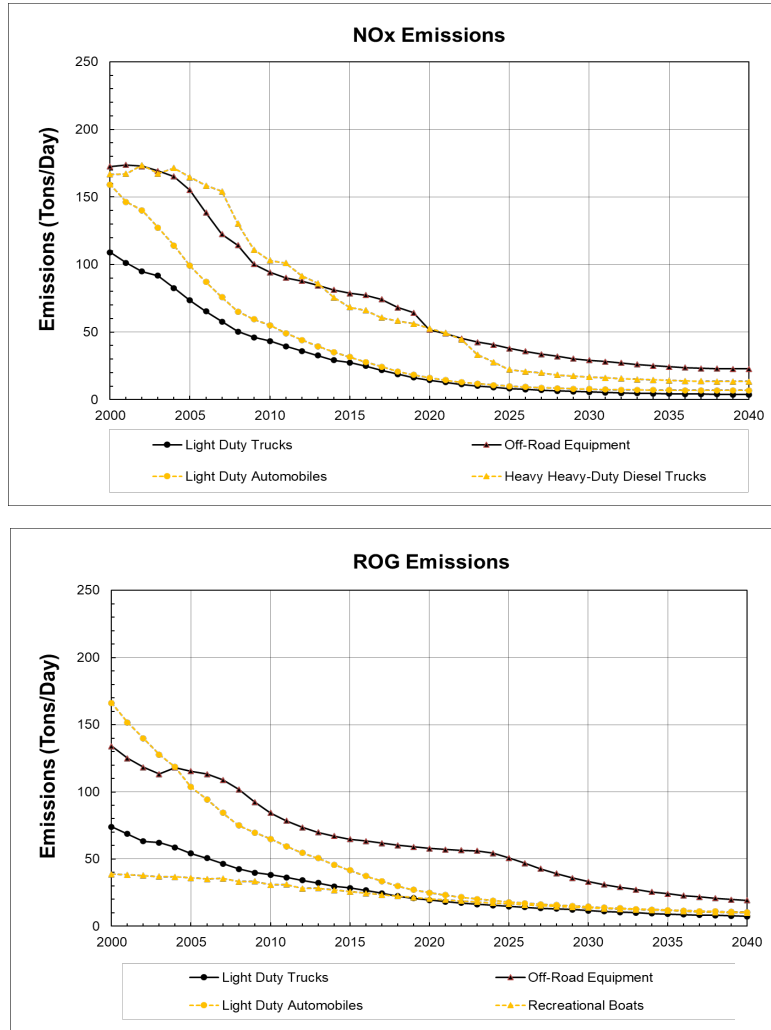 NOx Emissions
Emissions (Tons/Day)
250
200
150
100
50
0
2000 2005 2010 2015 2020 2025 2030 2035 2040
Light Duty Trucks Off-Road Equipment
Light Duty Automobiles Heavy Heavy-Duty Diesel Trucks
ROG Emissions
Emissions (Tons/Day)
250
200
150
100
50
0
2000 2005 2010 2015 2020 2025 2030 2035 2040
Light Duty Trucks Off-Road Equipment
Light Duty Automobiles Recreational Boats